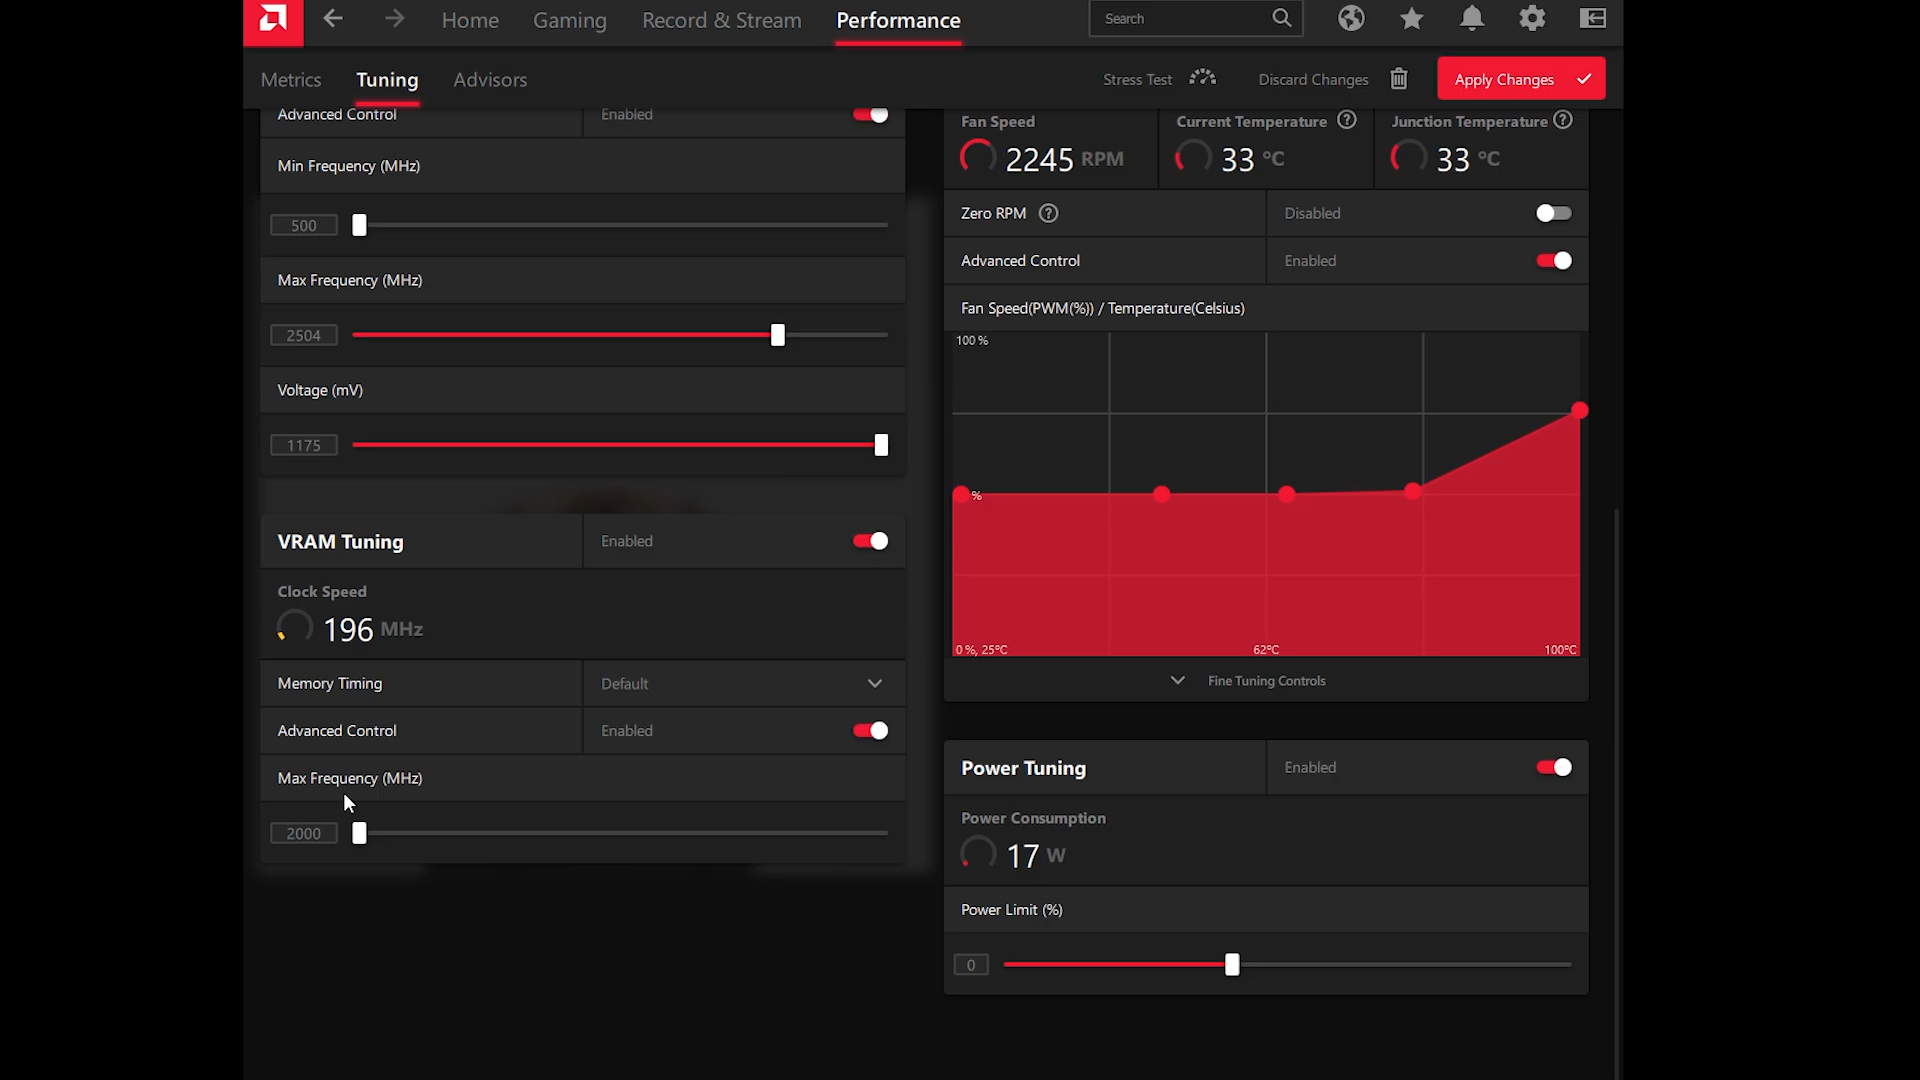 Home
Gaming
Record & Stream
Performance
Search
Metrics
Tuning
Advisors
Stress Test
Discard Changes
Apply Changes
Advanced Control
Enabled
Min Frequency (MHz)
500
Max Frequency (MHz)
2504
Voltage (mV)
1175
VRAM Tuning
Enabled
Clock Speed
196 MHz
Memory Timing
Default
Advanced Control
Enabled
Max Frequency (MHz)
2000
Fan Speed
2245 RPM
Current Temperature ?
33 °C
Junction Temperature ?
33 °C
Zero RPM ?
Disabled
Advanced Control
Enabled
Fan Speed(PWM(%)) / Temperature(Celsius)
100 %
%
0 %, 25°C
62°C
100°C
Fine Tuning Controls
Power Tuning
Enabled
Power Consumption
17 W
Power Limit (%)
0